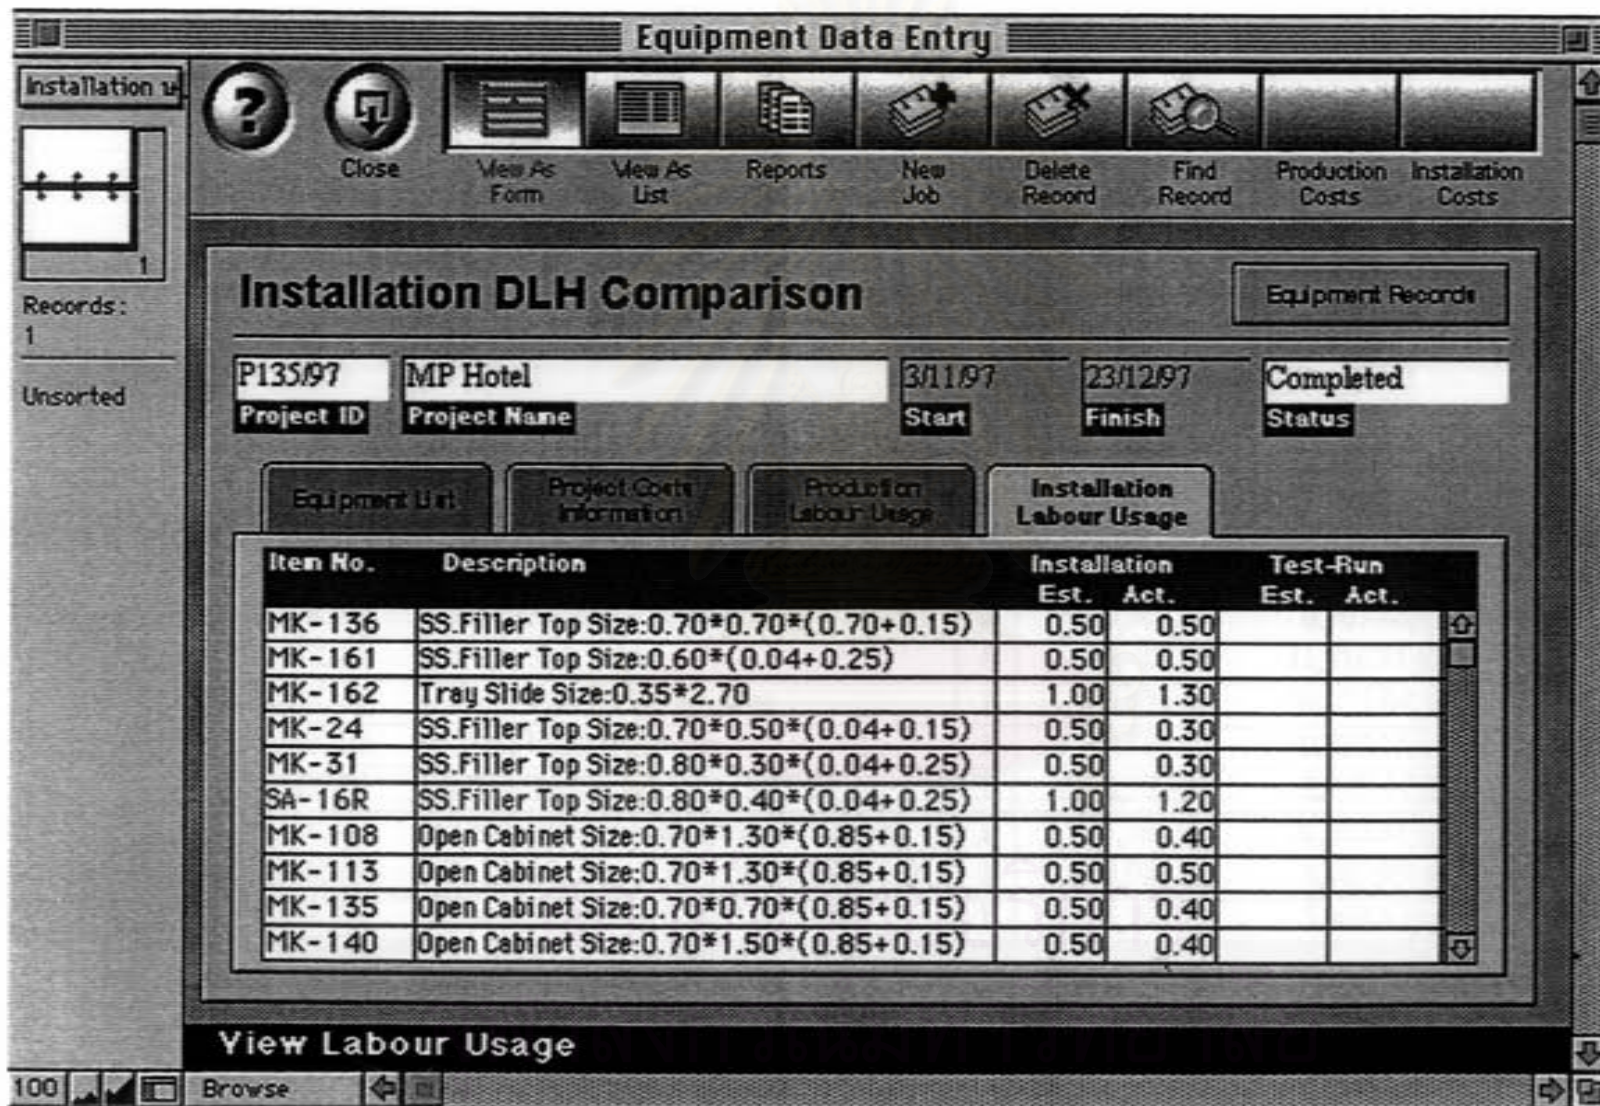 Equipment Data Entry
Installation
?
Close
View As Form
View As List
Reports
New Job
Delete Record
Find Record
Production Costs
Installation Costs
1
Records:
1
Unsorted
Installation DLH Comparison
Equipment Records
P135/97 MP Hotel 3/11/97 23/12/97 Completed
Project ID Project Name Start Finish Status
Equipment List
Project Costs Information
Production Labour Usage
Installation Labour Usage
Item No. Description Installation Test-Run
Est. Act. Est. Act.
MK-136 SS.Filler Top Size:0.70*0.70*(0.70+0.15) 0.50 0.50
MK-161 SS.Filler Top Size:0.60*(0.04+0.25) 0.50 0.50
MK-162 Tray Slide Size:0.35*2.70 1.00 1.30
MK-24 SS.Filler Top Size:0.70*0.50*(0.04+0.15) 0.50 0.30
MK-31 SS.Filler Top Size:0.80*0.30*(0.04+0.25) 0.50 0.30
SA-16R SS.Filler Top Size:0.80*0.40*(0.04+0.25) 1.00 1.20
MK-108 Open Cabinet Size:0.70*1.30*(0.85+0.15) 0.50 0.40
MK-113 Open Cabinet Size:0.70*1.30*(0.85+0.15) 0.50 0.50
MK-135 Open Cabinet Size:0.70*0.70*(0.85+0.15) 0.50 0.40
MK-140 Open Cabinet Size:0.70*1.50*(0.85+0.15) 0.50 0.40
View Labour Usage
100 Browse